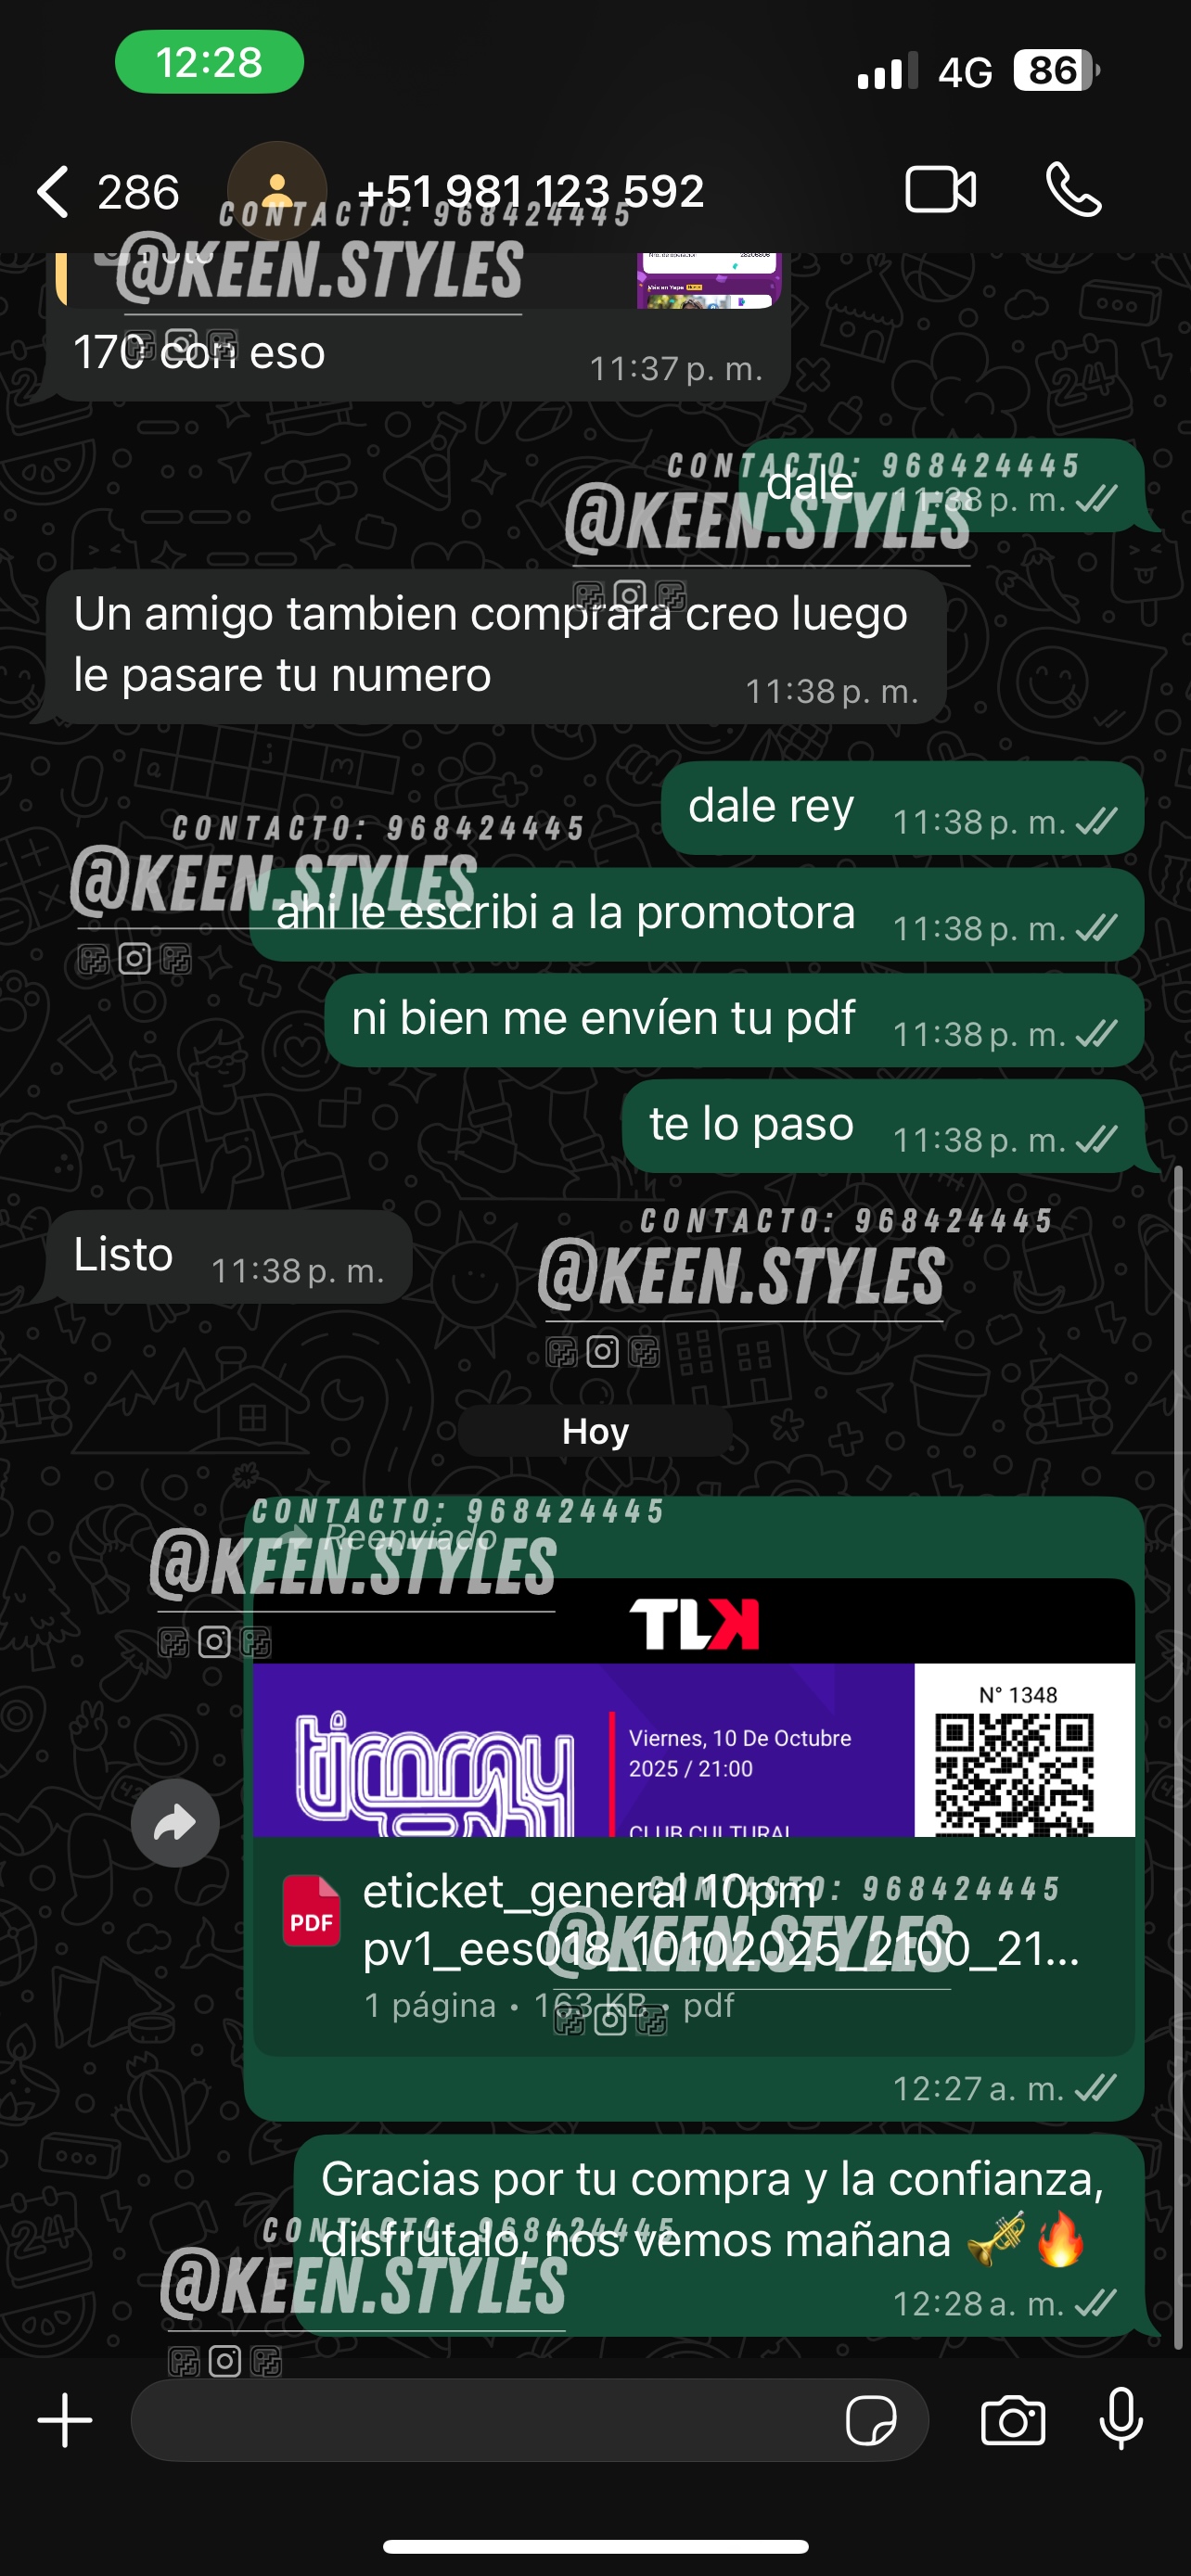 12:28
4G
86
286
+51 981 123 592
CONTACTO: 968424445
@KEEN.STYLES
Más en Yape
170 con eso
11:37 p. m.
CONTACTO: 968424445
dale
11:38 p. m.
@KEEN.STYLES
Un amigo tambien comprara creo luego
le pasare tu numero
11:38 p. m.
dale rey
11:38 p. m.
CONTACTO: 968424445
@KEEN.STYLES
ahi le escribi a la promotora
11:38 p. m.
ni bien me envíen tu pdf
11:38 p. m.
te lo paso
11:38 p. m.
CONTACTO: 968424445
@KEEN.STYLES
Listo
11:38 p. m.
Hoy
CONTACTO: 968424445
Reenviado
@KEEN.STYLES
TLK
N° 1348
timmy
Viernes, 10 De Octubre
2025 / 21:00
CLUB CULTURAL
PDF
eticket_general 10pm
CONTACTO: 968424445
pv1_ees018_10102025_2100_21...
@KEEN.STYLES
1 página • 163 KB • pdf
12:27 a. m.
Gracias por tu compra y la confianza,
disfrútalo, nos vemos mañana 🎺🔥
CONTACTO: 968424445
@KEEN.STYLES
12:28 a. m.